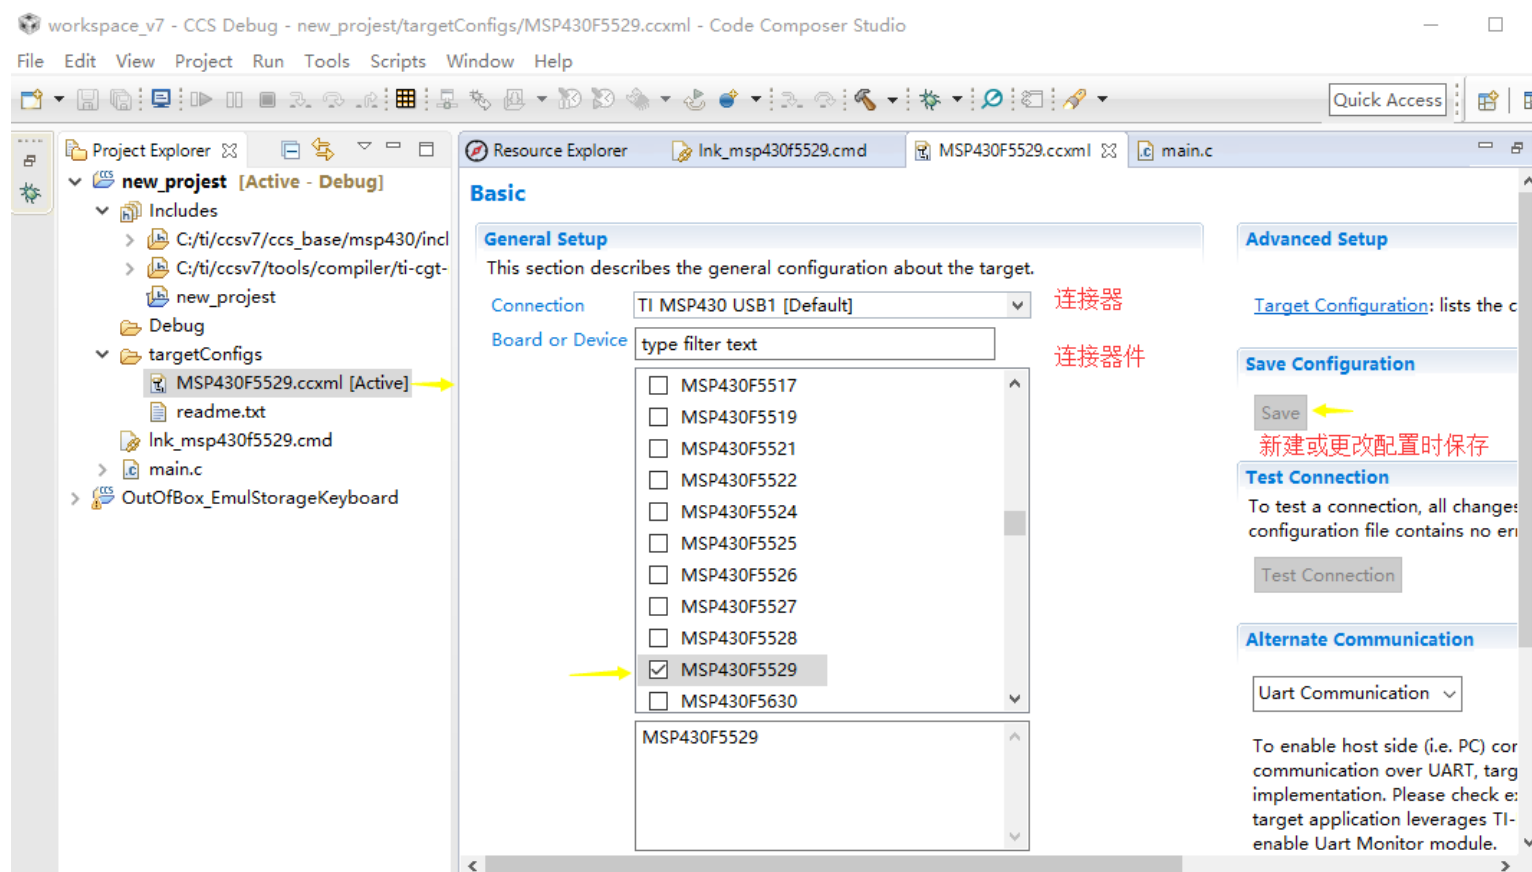 workspace_v7 - CCS Debug - new_projest/targetConfigs/MSP430F5529.ccxml - Code Composer Studio
File Edit View Project Run Tools Scripts Window Help
Quick Access
Project Explorer
new_projest [Active - Debug]
Includes
C:/ti/ccsv7/ccs_base/msp430/incl
C:/ti/ccsv7/tools/compiler/ti-cgt-
new_projest
Debug
targetConfigs
MSP430F5529.ccxml [Active]
readme.txt
lnk_msp430f5529.cmd
main.c
OutOfBox_EmulStorageKeyboard
Resource Explorer lnk_msp430f5529.cmd MSP430F5529.ccxml main.c
Basic
General Setup
This section describes the general configuration about the target.
Connection TI MSP430 USB1 [Default] 连接器
Board or Device type filter text 连接器件
MSP430F5517
MSP430F5519
MSP430F5521
MSP430F5522
MSP430F5524
MSP430F5525
MSP430F5526
MSP430F5527
MSP430F5528
MSP430F5529
MSP430F5630
MSP430F5529
Advanced Setup
Target Configuration: lists the c
Save Configuration
Save
新建或更改配置时保存
Test Connection
To test a connection, all changes
configuration file contains no
Test Connection
Alternate Communication
Uart Communication
To enable host side (i.e. PC) cor
communication over UART, targ
implementation. Please check
target application leverages TI-
enable Uart Monitor module.